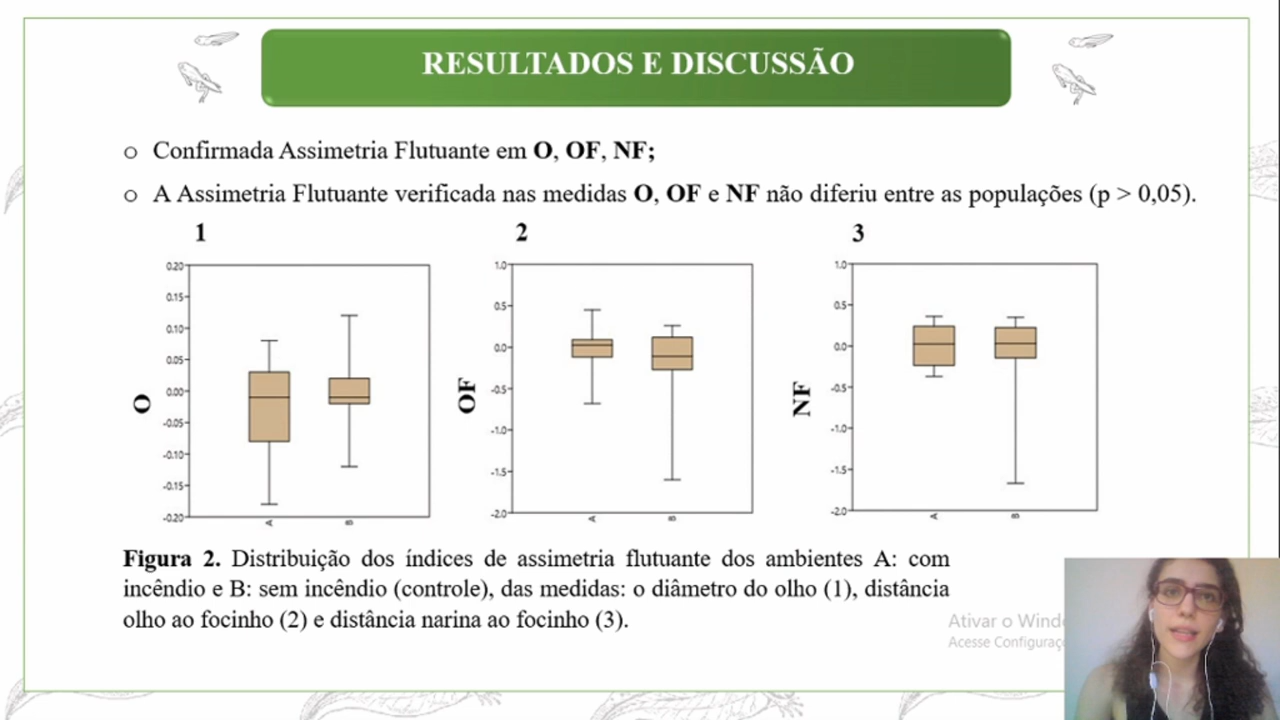 RESULTADOS E DISCUSSÃO
o Confirmada Assimetria Flutuante em O, OF, NF;
o A Assimetria Flutuante verificada nas medidas O, OF e NF não diferiu entre as populações (p > 0,05).
1
0.20
0.15
0.10
0.05
0.00
-0.05
-0.10
-0.15
-0.20
O
A
B
2
1.0
0.5
0.0
-0.5
-1.0
-1.5
-2.0
OF
A
B
3
1.0
0.5
0.0
-0.5
-1.0
-1.5
-2.0
NF
A
B
Figura 2. Distribuição dos índices de assimetria flutuante dos ambientes A: com
incêndio e B: sem incêndio (controle), das medidas: o diâmetro do olho (1), distância
olho ao focinho (2) e distância narina ao focinho (3).
Ativar o Wind
Acesse Configuraç